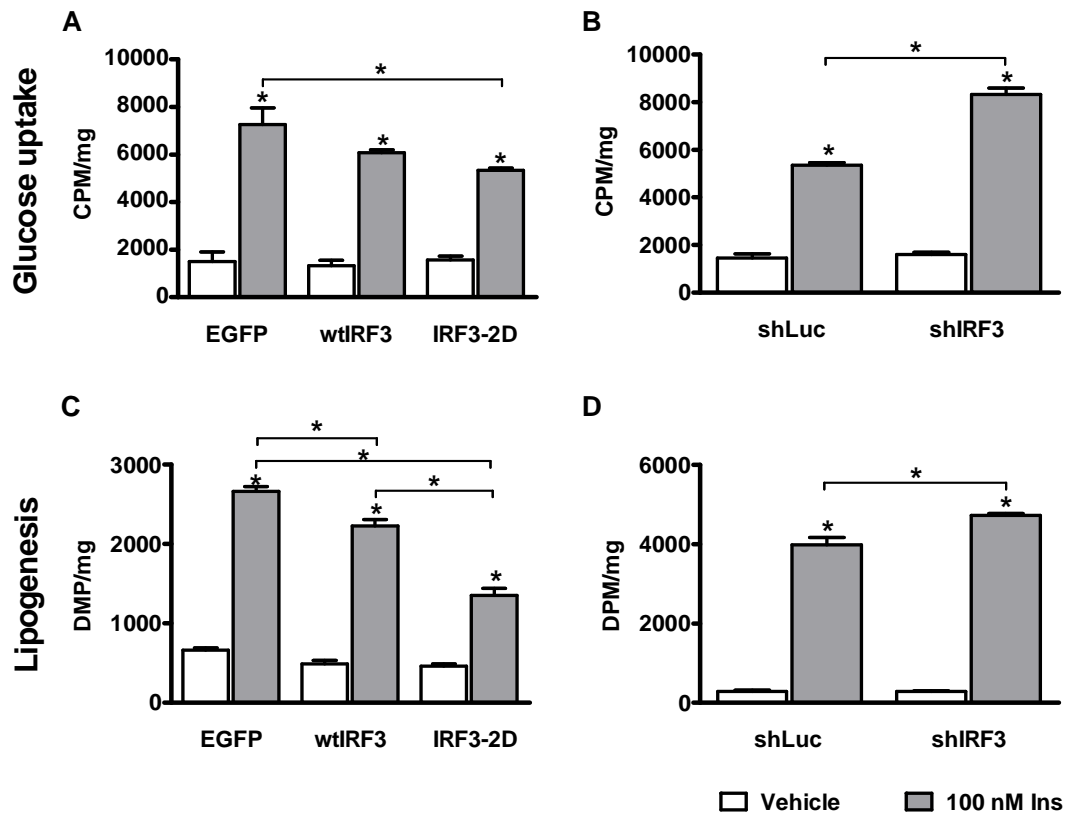 A
Glucose uptake
CPM/mg
10000
8000
6000
4000
2000
0
*
*
*
*
EGFP wtIRF3 IRF3-2D
B
CPM/mg
10000
8000
6000
4000
2000
0
*
*
*
shLuc shIRF3
C
Lipogenesis
DMP/mg
3000
2000
1000
0
*
*
*
*
*
*
EGFP wtIRF3 IRF3-2D
D
DPM/mg
6000
4000
2000
0
*
*
*
shLuc shIRF3
Vehicle 100 nM Ins